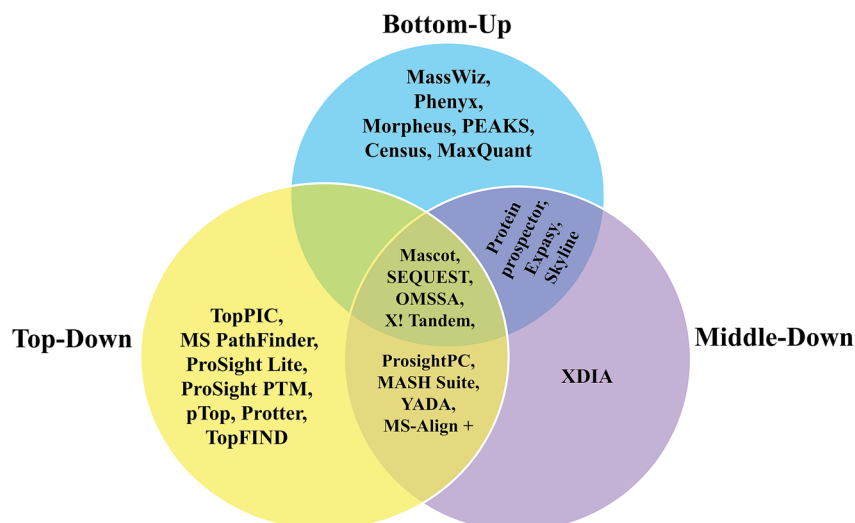 Bottom-Up
MassWiz,
Phenyx,
Morpheus, PEAKS,
Census, MaxQuant
Protein
prospector,
Expasy,
Skyline
Mascot,
SEQUEST,
OMSSA,
X! Tandem,
Top-Down
TopPIC,
MS PathFinder,
ProSight Lite,
ProSight PTM,
pTop, Protter,
TopFIND
ProsightPC,
MASH Suite,
YADA,
MS-Align +
Middle-Down
XDIA